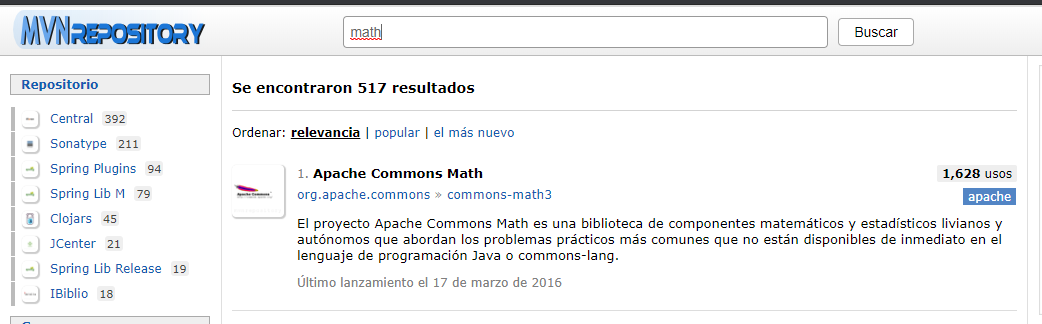 MVNREPOSITORY
math
Buscar
Repositorio
Central 392
Sonatype 211
Spring Plugins 94
Spring Lib M 79
Clojars 45
JCenter 21
Spring Lib Release 19
IBiblio 18
Se encontraron 517 resultados
Ordenar: relevancia | popular | el más nuevo
1. Apache Commons Math
1,628 usos
org.apache.commons » commons-math3
apache
El proyecto Apache Commons Math es una biblioteca de componentes matemáticos y estadísticos livianos y
autónomos que abordan los problemas prácticos más comunes que no están disponibles de inmediato en el
lenguaje de programación Java o commons-lang.
Último lanzamiento el 17 de marzo de 2016